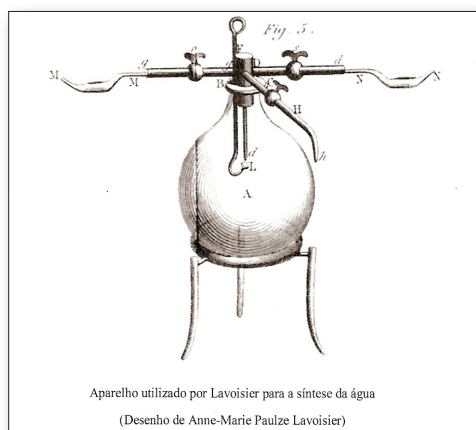 Fig. 5.
F
M
g
r
r
d
N
M
D
N
B
H
d
h
L
A
Aparelho utilizado por Lavoisier para a síntese da água
(Desenho de Anne-Marie Paulze Lavoisier)